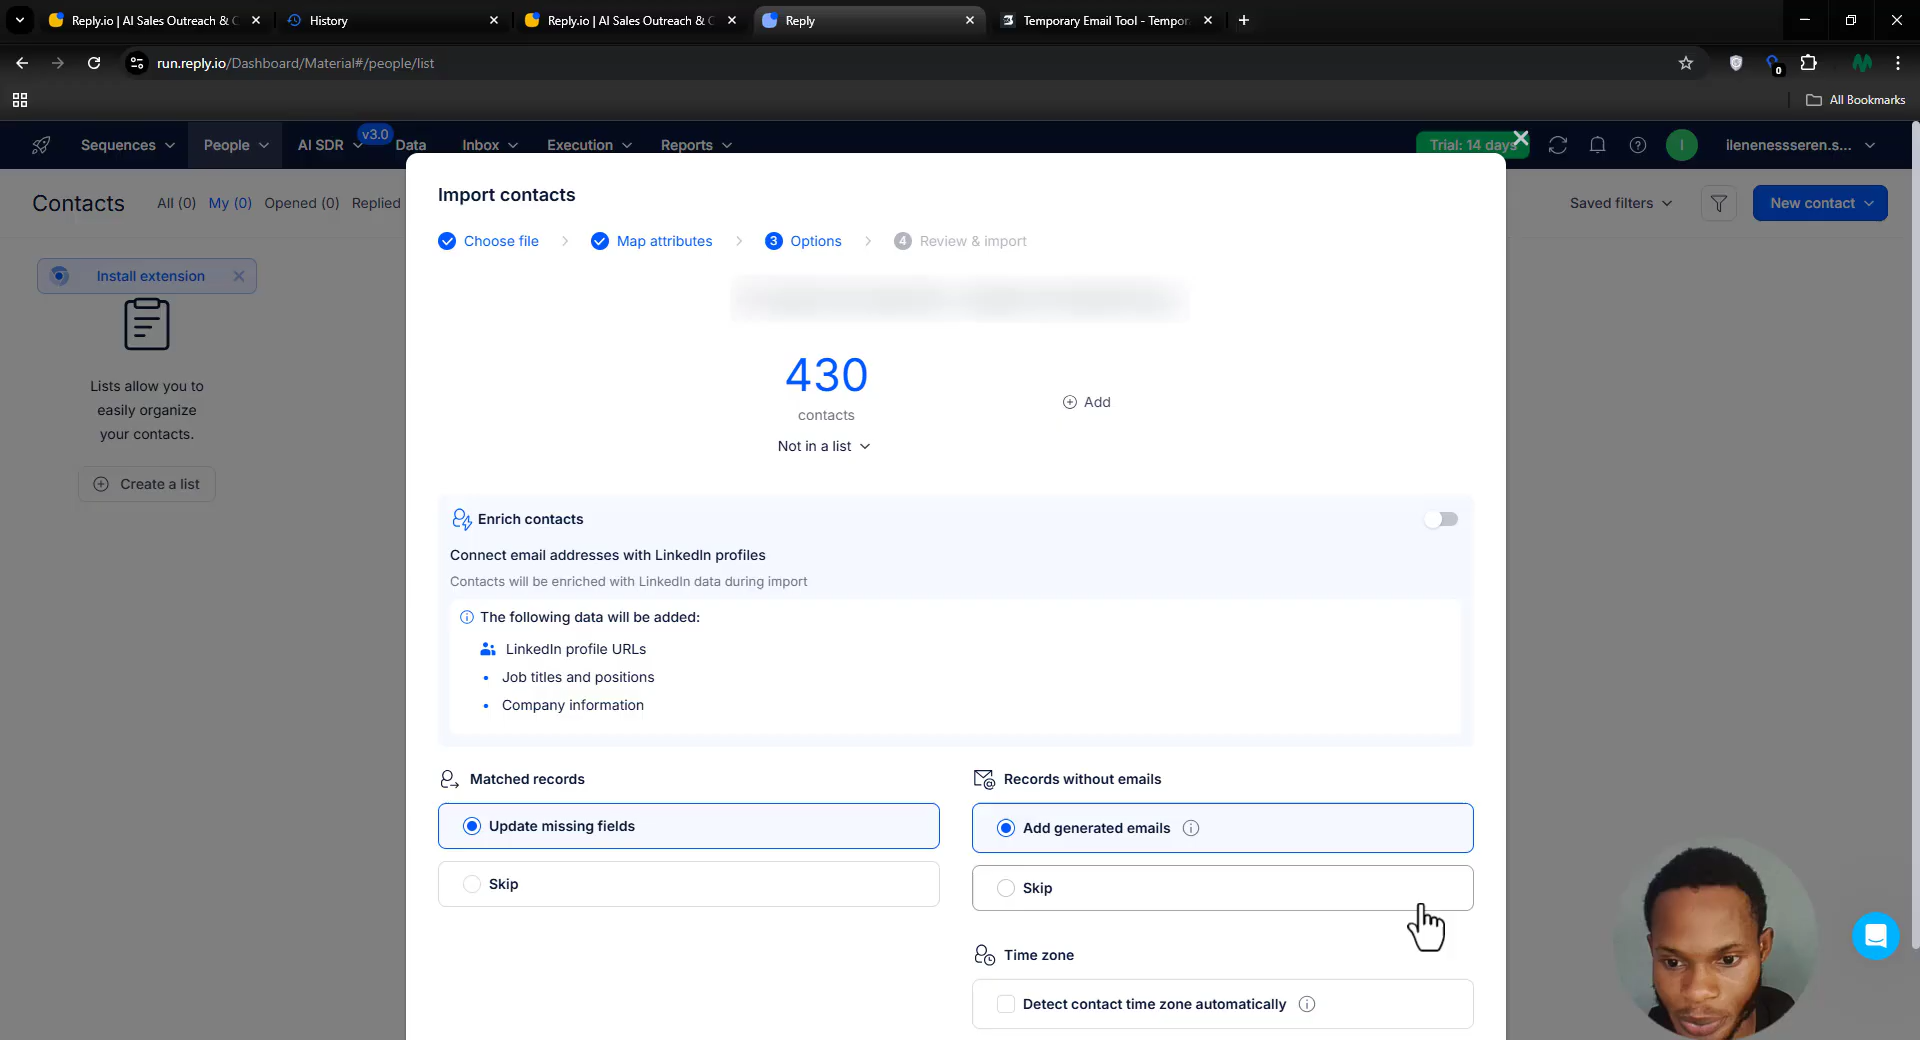 Reply.io | AI Sales Outreach & C
History
Reply.io | AI Sales Outreach & C
Reply
Temporary Email Tool - Tempor
run.reply.io/Dashboard/Material#/people/list
0
All Bookmarks
Sequences
People
AI SDR
v3.0
Data
Inbox
Execution
Reports
Trial: 14 days
I
ilenenessseren.s...
Contacts
All (0)
My (0)
Opened (0)
Replied
Saved filters
New contact
Install extension
Lists allow you to
easily organize
your contacts.
Create a list
Import contacts
Choose file
Map attributes
3 Options
4 Review & import
430
contacts
Not in a list
Add
Enrich contacts
Connect email addresses with LinkedIn profiles
Contacts will be enriched with LinkedIn data during import
The following data will be added:
LinkedIn profile URLs
• Job titles and positions
• Company information
Matched records
Update missing fields
Skip
Records without emails
Add generated emails
Skip
Time zone
Detect contact time zone automatically